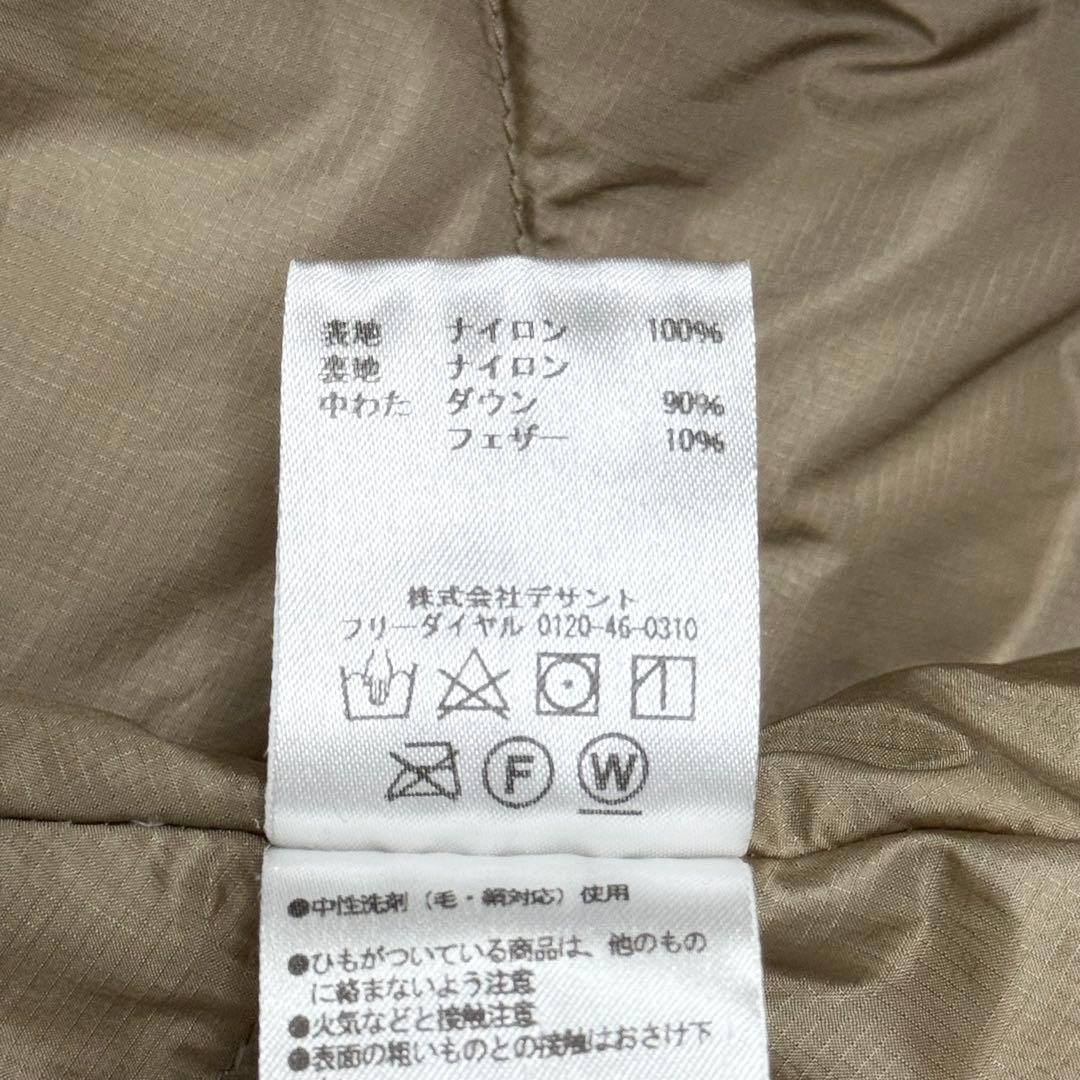 表地 ナイロン 100%
裏地 ナイロン
中わた ダウン 90%
フェザー 10%
株式会社デサント
フリーダイヤル 0120-46-0310
F W
●中性洗剤（毛・絹対応）使用
●ひもがついている商品は、他のもの
に絡まないよう注意
●火気などと接触注意
●表面の粗いものとの接触はおさけ下